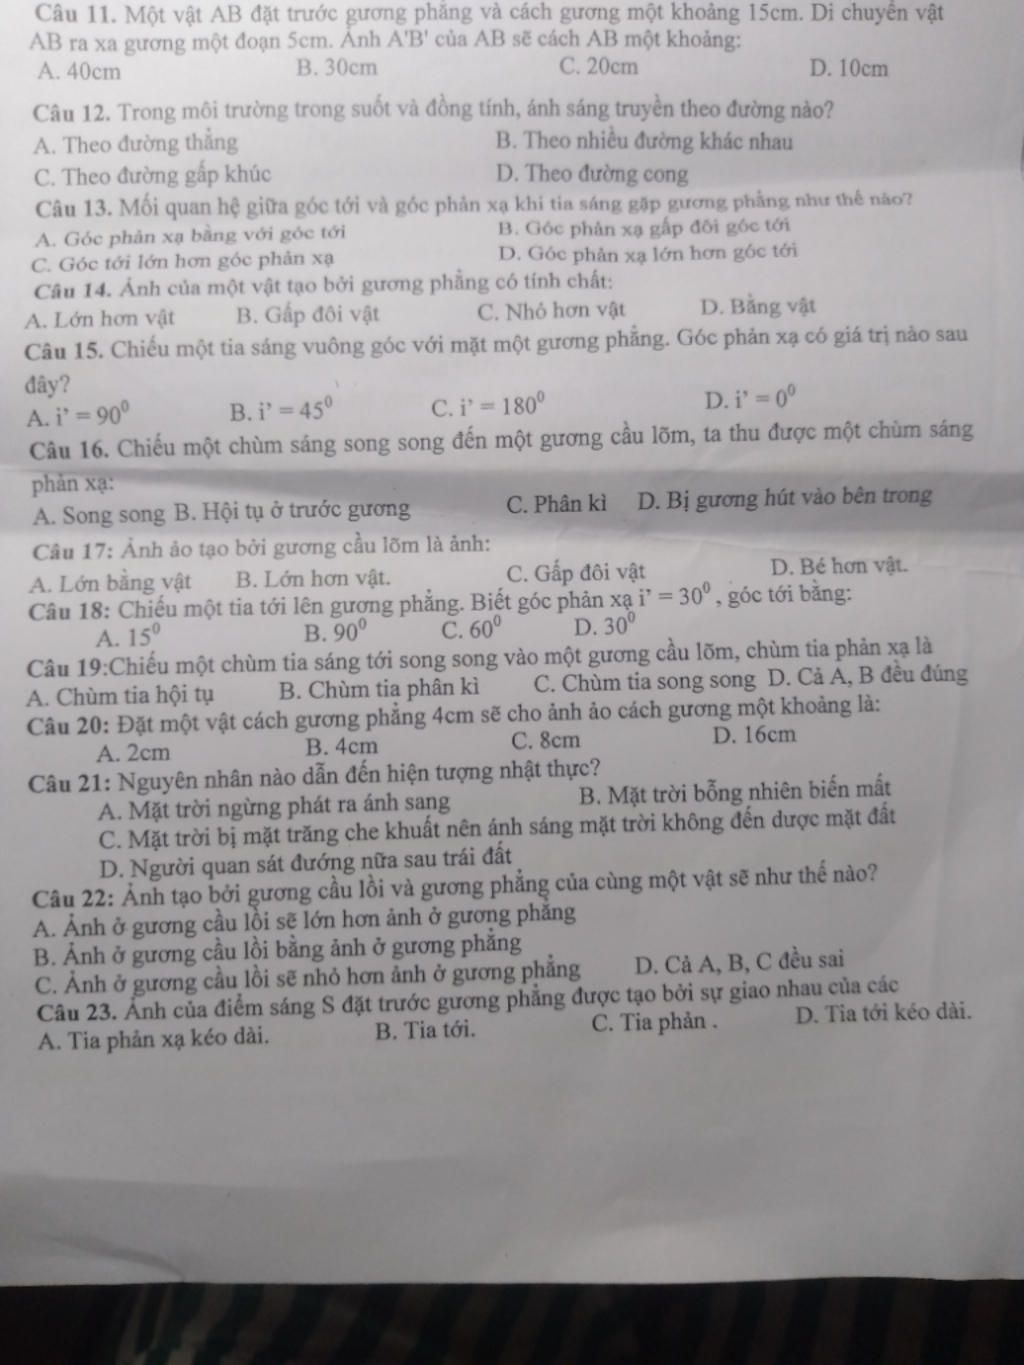 Câu 11. Một vật AB đặt trước gương phẳng và cách gương một khoảng 15cm. Di chuyển vật
AB ra xa gương một đoạn 5cm. Ảnh A'B' của AB sẽ cách AB một khoảng:
A. 40cm B. 30cm C. 20cm D. 10cm
Câu 12. Trong môi trường trong suốt và đồng tính, ánh sáng truyền theo đường nào?
A. Theo đường thẳng B. Theo nhiều đường khác nhau
C. Theo đường gấp khúc D. Theo đường cong
Câu 13. Mối quan hệ giữa góc tới và góc phản xạ khi tia sáng gặp gương phẳng như thế nào?
A. Góc phản xạ bằng với góc tới B. Góc phản xạ gấp đôi góc tới
C. Góc tới lớn hơn góc phản xạ D. Góc phản xạ lớn hơn góc tới
Câu 14. Ảnh của một vật tạo bởi gương phẳng có tính chất:
A. Lớn hơn vật B. Gấp đôi vật C. Nhỏ hơn vật D. Bằng vật
Câu 15. Chiếu một tia sáng vuông góc với mặt một gương phẳng. Góc phản xạ có giá trị nào sau
đây?
A. i' = 90⁰ B. i' = 45⁰ C. i' = 180⁰ D. i' = 0⁰
Câu 16. Chiếu một chùm sáng song song đến một gương cầu lõm, ta thu được một chùm sáng
phản xạ:
A. Song song B. Hội tụ ở trước gương C. Phân kì D. Bị gương hút vào bên trong
Câu 17: Ảnh ảo tạo bởi gương cầu lõm là ảnh:
A. Lớn bằng vật B. Lớn hơn vật. C. Gấp đôi vật D. Bé hơn vật.
Câu 18: Chiếu một tia tới lên gương phẳng. Biết góc phản xạ i' = 30⁰ , góc tới bằng:
A. 15⁰ B. 90⁰ C. 60⁰ D. 30⁰
Câu 19:Chiếu một chùm tia sáng tới song song vào một gương cầu lõm, chùm tia phản xạ là
A. Chùm tia hội tụ B. Chùm tia phân kì C. Chùm tia song song D. Cả A, B đều đúng
Câu 20: Đặt một vật cách gương phẳng 4cm sẽ cho ảnh ảo cách gương một khoảng là:
A. 2cm B. 4cm C. 8cm D. 16cm
Câu 21: Nguyên nhân nào dẫn đến hiện tượng nhật thực?
A. Mặt trời ngừng phát ra ánh sang B. Mặt trời bỗng nhiên biến mất
C. Mặt trời bị mặt trăng che khuất nên ánh sáng mặt trời không đến dược mặt đất
D. Người quan sát đướng nữa sau trái đất
Câu 22: Ảnh tạo bởi gương cầu lồi và gương phẳng của cùng một vật sẽ như thế nào?
A. Ảnh ở gương cầu lồi sẽ lớn hơn ảnh ở gương phẳng
B. Ảnh ở gương cầu lồi bằng ảnh ở gương phẳng
C. Ảnh ở gương cầu lồi sẽ nhỏ hơn ảnh ở gương phẳng D. Cả A, B, C đều sai
Câu 23. Ảnh của điểm sáng S đặt trước gương phẳng được tạo bởi sự giao nhau của các
A. Tia phản xạ kéo dài. B. Tia tới. C. Tia phản . D. Tia tới kéo dài.